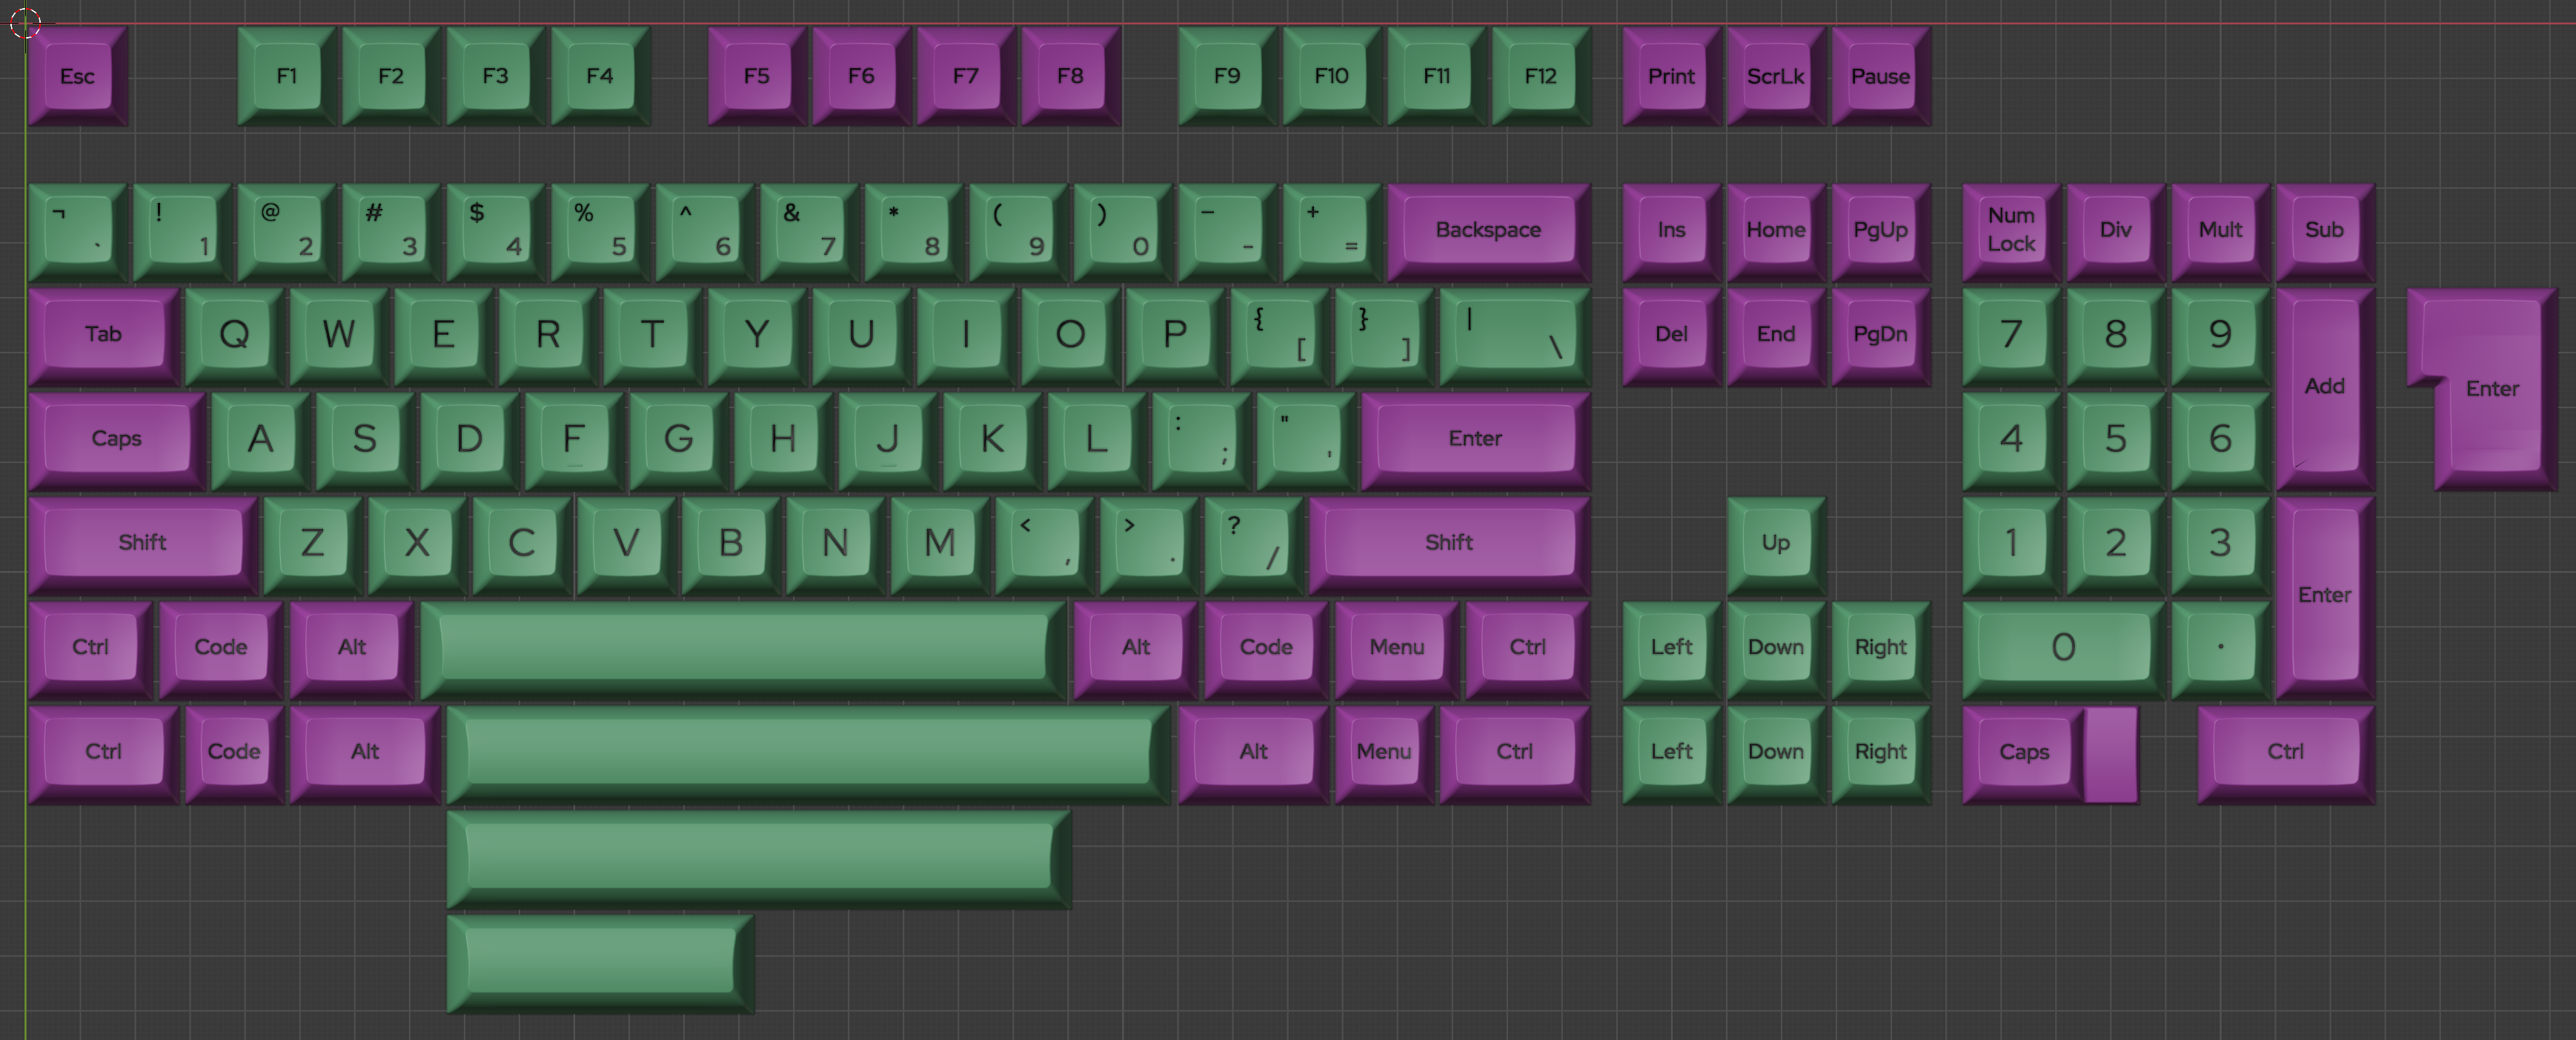 Esc F1 F2 F3 F4 F5 F6 F7 F8 F9 F10 F11 F12 Print ScrLk Pause
¬ ` ! 1 @ 2 # 3 $ 4 % 5 ^ 6 & 7 * 8 ( 9 ) 0 – - + = Backspace Ins Home PgUp Num Lock Div Mult Sub
Tab Q W E R T Y U I O P { [ } ] | \ Del End PgDn 7 8 9 Add Enter
Caps A S D F G H J K L : ; " ' Enter 4 5 6
Shift Z X C V B N M < , > . ? / Shift Up 1 2 3 Enter
Ctrl Code Alt Alt Code Menu Ctrl Left Down Right 0 ·
Ctrl Code Alt Alt Menu Ctrl Left Down Right Caps Ctrl